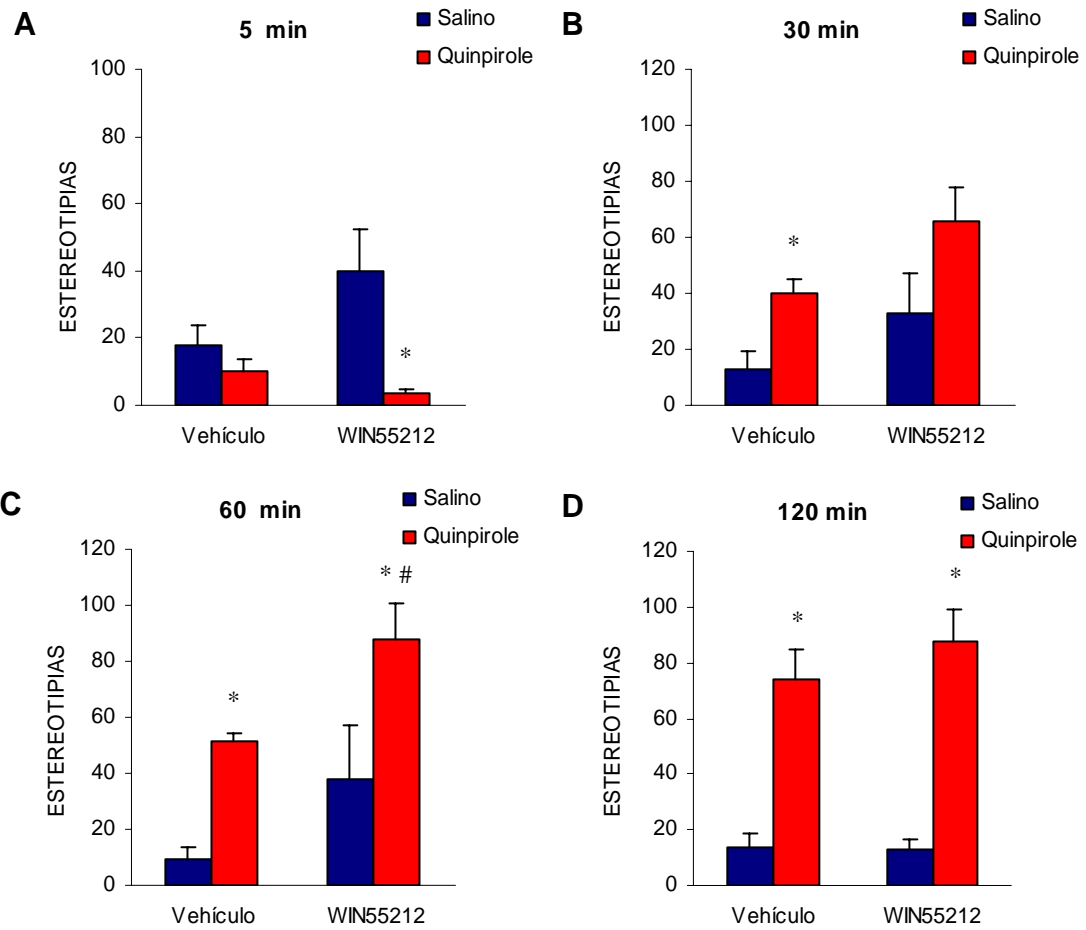 A
5 min
Salino
Quinpirole
ESTEREOTIPIAS
100
80
60
40
20
0
*
Vehículo WIN55212
B
30 min
Salino
Quinpirole
ESTEREOTIPIAS
120
100
80
60
40
20
0
*
Vehículo WIN55212
C
60 min
Salino
Quinpirole
ESTEREOTIPIAS
120
100
80
60
40
20
0
*
* #
Vehículo WIN55212
D
120 min
Salino
Quinpirole
ESTEREOTIPIAS
120
100
80
60
40
20
0
*
*
Vehículo WIN55212